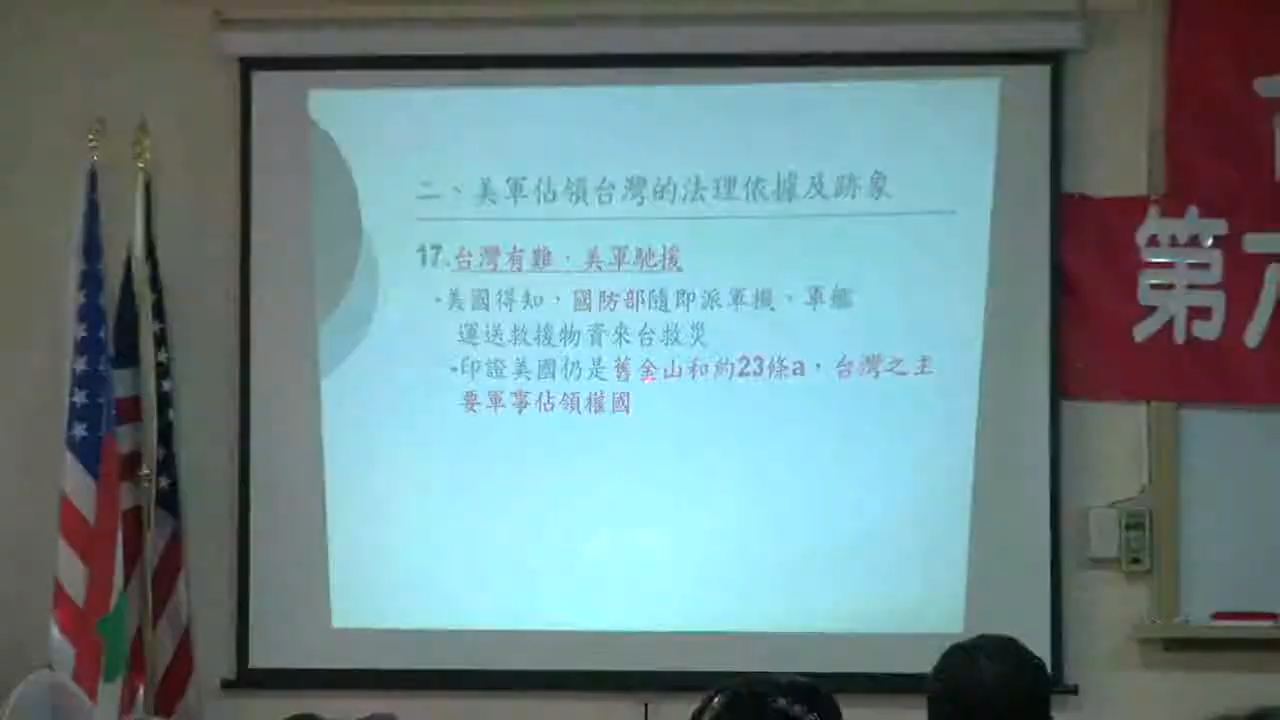 二、美軍佔領台灣的法理依據及跡象
17.台灣有難，美軍馳援
•美國得知，國防部隨即派軍機、軍艦
運送救援物資來台救災
•印證美國仍是舊金山和約23條a，台灣之主
要軍事佔領權國
第